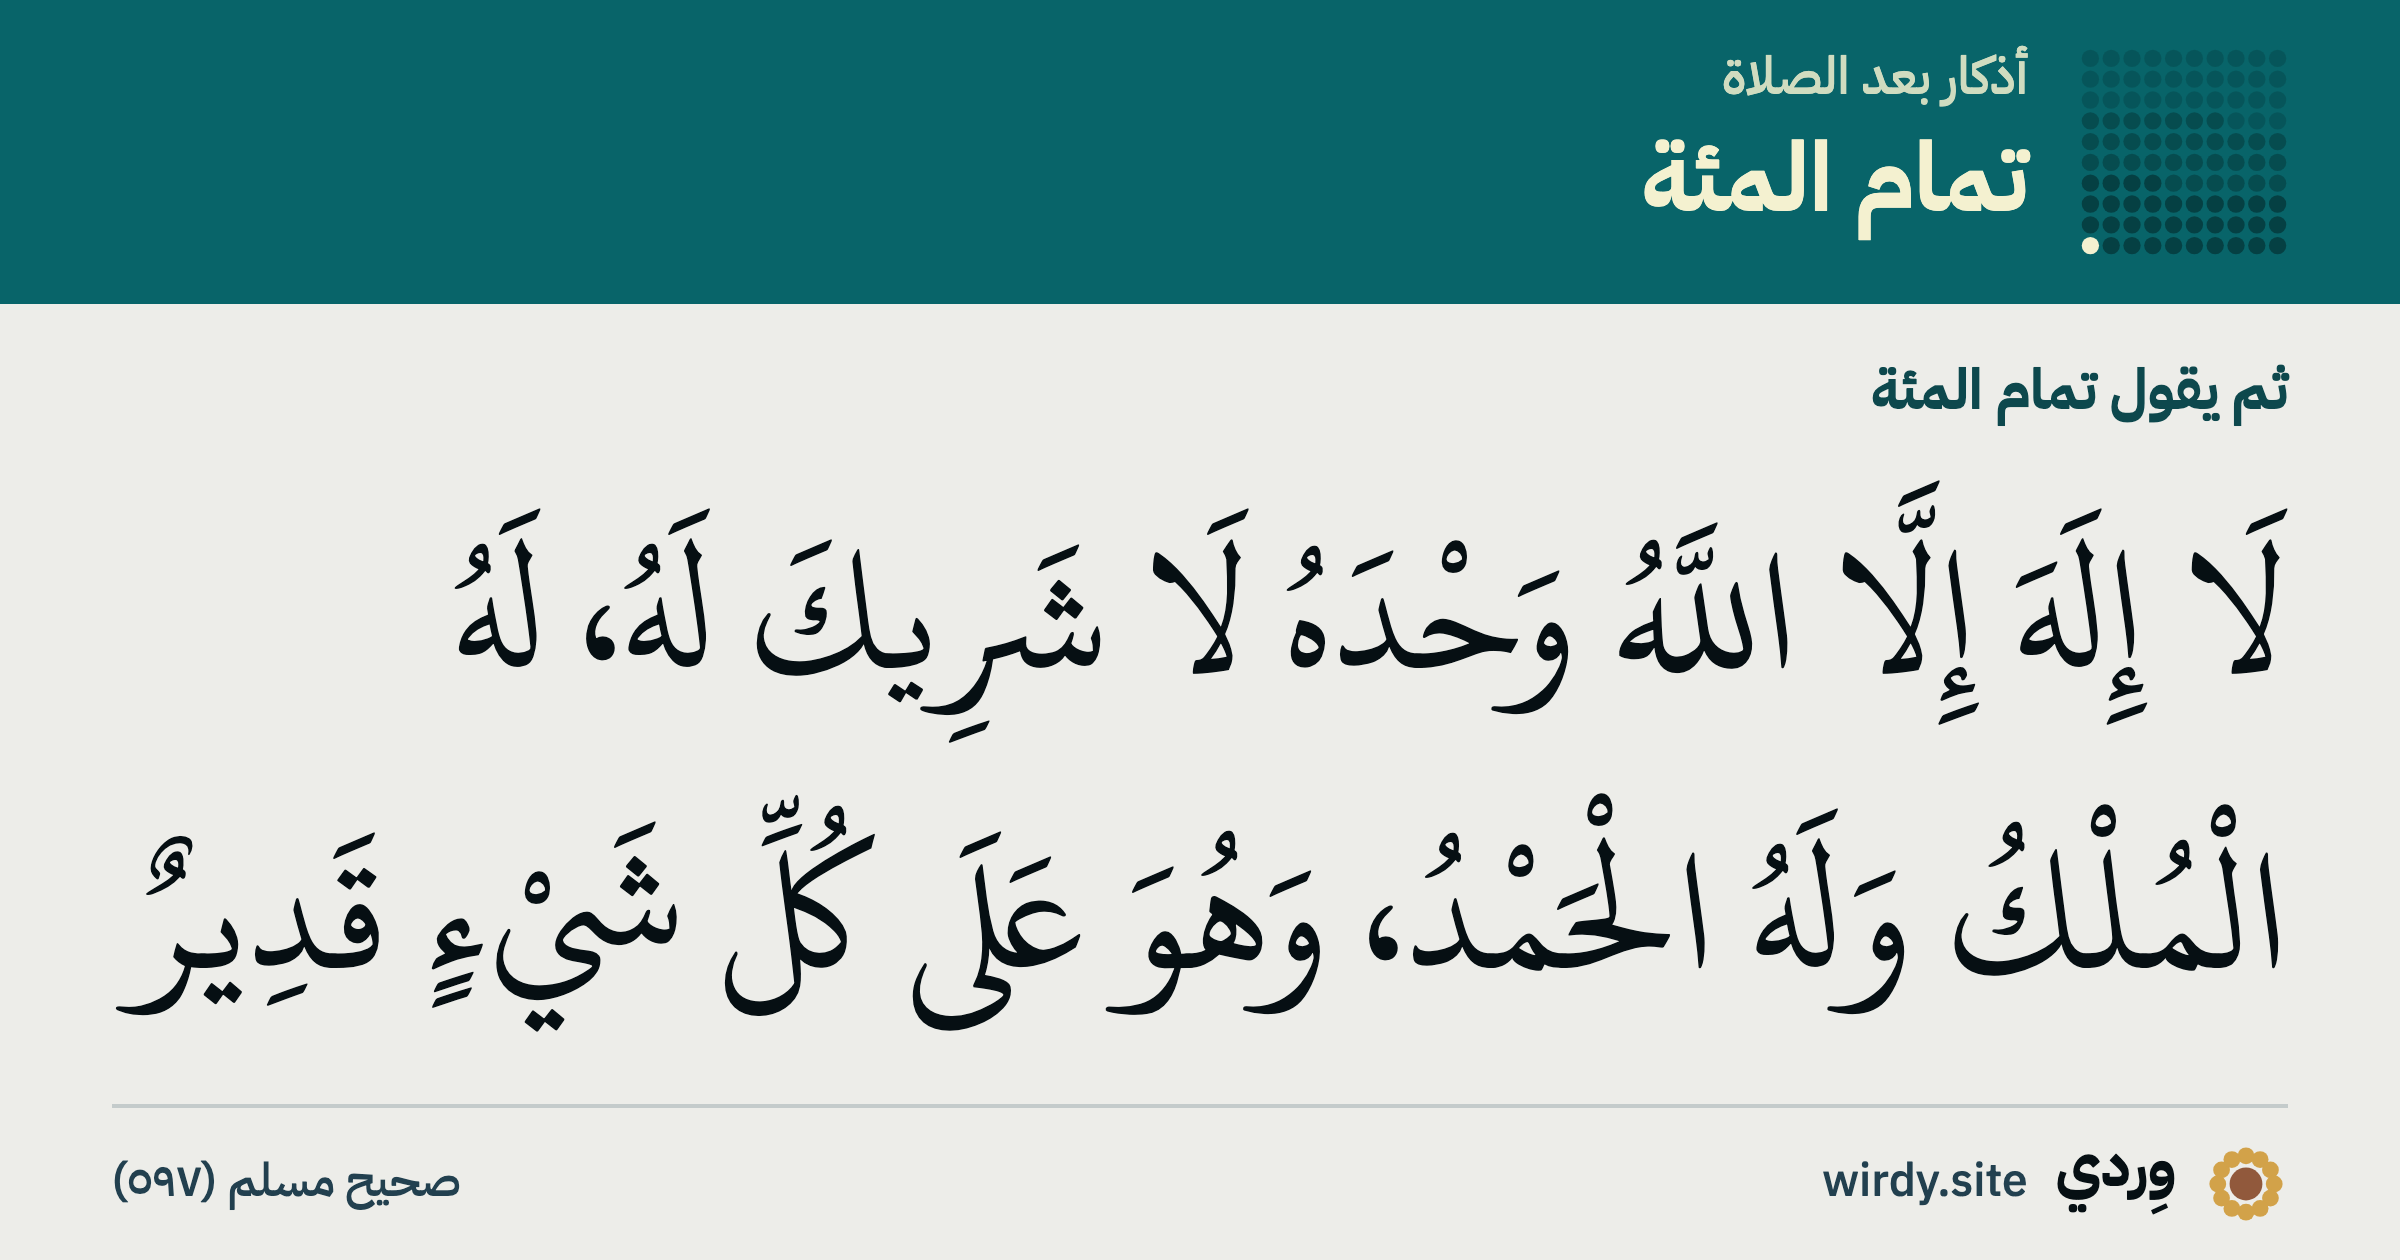 أذكار بعد الصلاة
تمام المئة
ثم يقول تمام المئة
لَا إِلَهَ إِلَّا اللَّهُ وَحْدَهُ لَا شَرِيكَ لَهُ، لَهُ
الْمُلْكُ وَلَهُ الْحَمْدُ، وَهُوَ عَلَى كُلِّ شَيْءٍ قَدِيرٌ
وِردي wirdy.site
صحيح مسلم (٥٩٧)